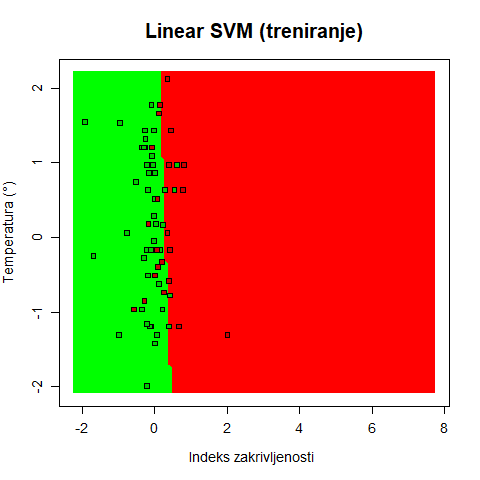 Linear SVM (treniranje)
Temperatura (°)
2
1
0
-1
-2
-2 0 2 4 6 8
Indeks zakrivljenosti